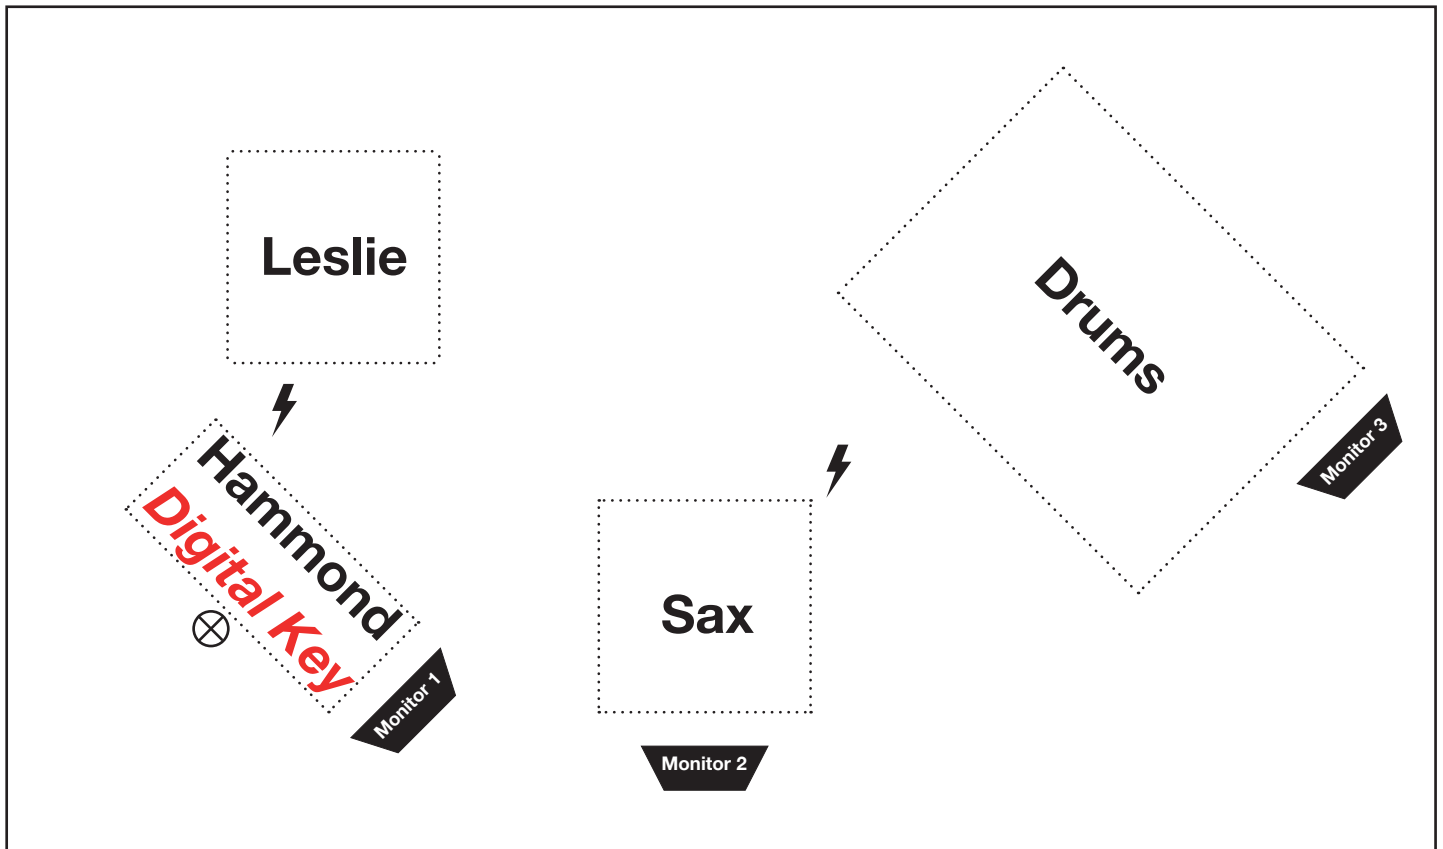 Leslie
Drums
Hammond
Digital Key
Sax
Monitor 1
Monitor 2
Monitor 3